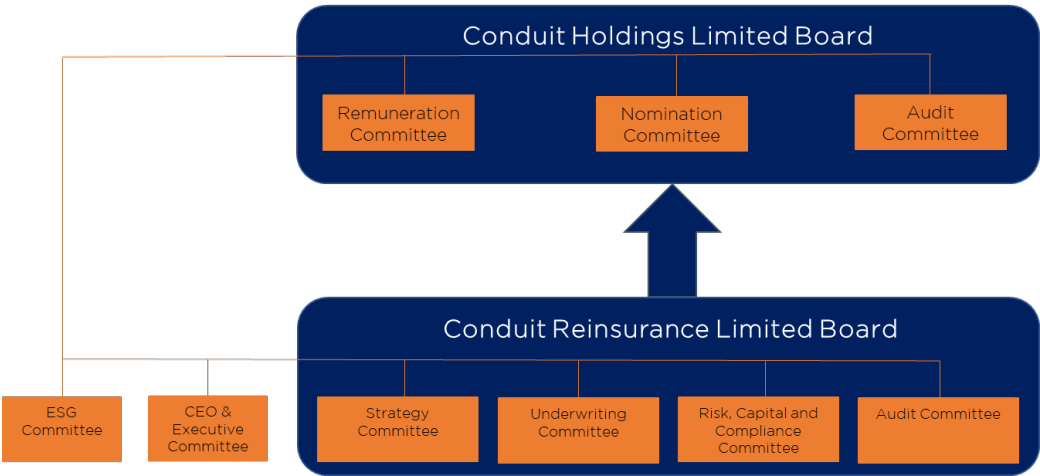 Conduit Holdings Limited Board
Remuneration
Committee
Nomination
Committee
Audit
Committee
Conduit Reinsurance Limited Board
ESG
Committee
CEO &
Executive
Committee
Strategy
Committee
Underwriting
Committee
Risk, Capital and
Compliance
Committee
Audit Committee